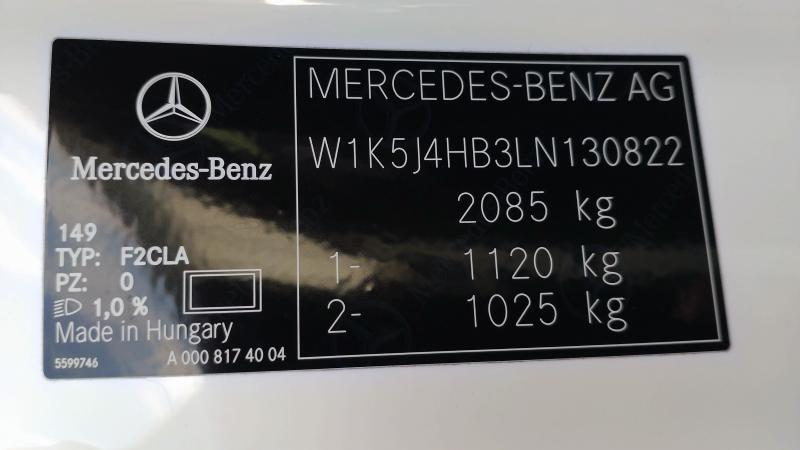 Mercedes-Benz
149
TYP: F2CLA
PZ: 0
1,0 %
Made in Hungary
5599746 A 000 817 40 04
MERCEDES-BENZ AG
W1K5J4HB3LN130822
2085 kg
1- 1120 kg
2- 1025 kg